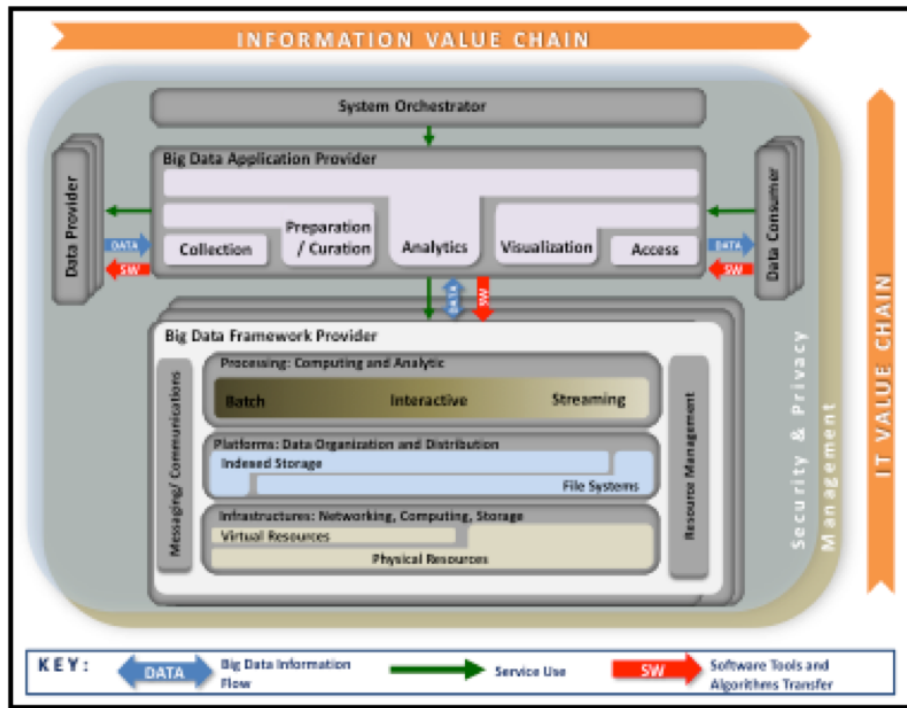 INFORMATION VALUE CHAIN
System Orchestrator
Big Data Application Provider
Collection
Preparation
/ Curation
Analytics
Visualization
Access
Data Provider
DATA
SW
Data Consumer
DATA
SW
DATA
SW
Big Data Framework Provider
Messaging/ Communications
Processing: Computing and Analytic
Batch
Interactive
Streaming
Platforms: Data Organization and Distribution
Indexed Storage
File Systems
Infrastructures: Networking, Computing, Storage
Virtual Resources
Physical Resources
Resource Management
Security & Privacy
Management
IT VALUE CHAIN
KEY:
DATA
Big Data Information
Flow
Service Use
SW
Software Tools and
Algorithms Transfer